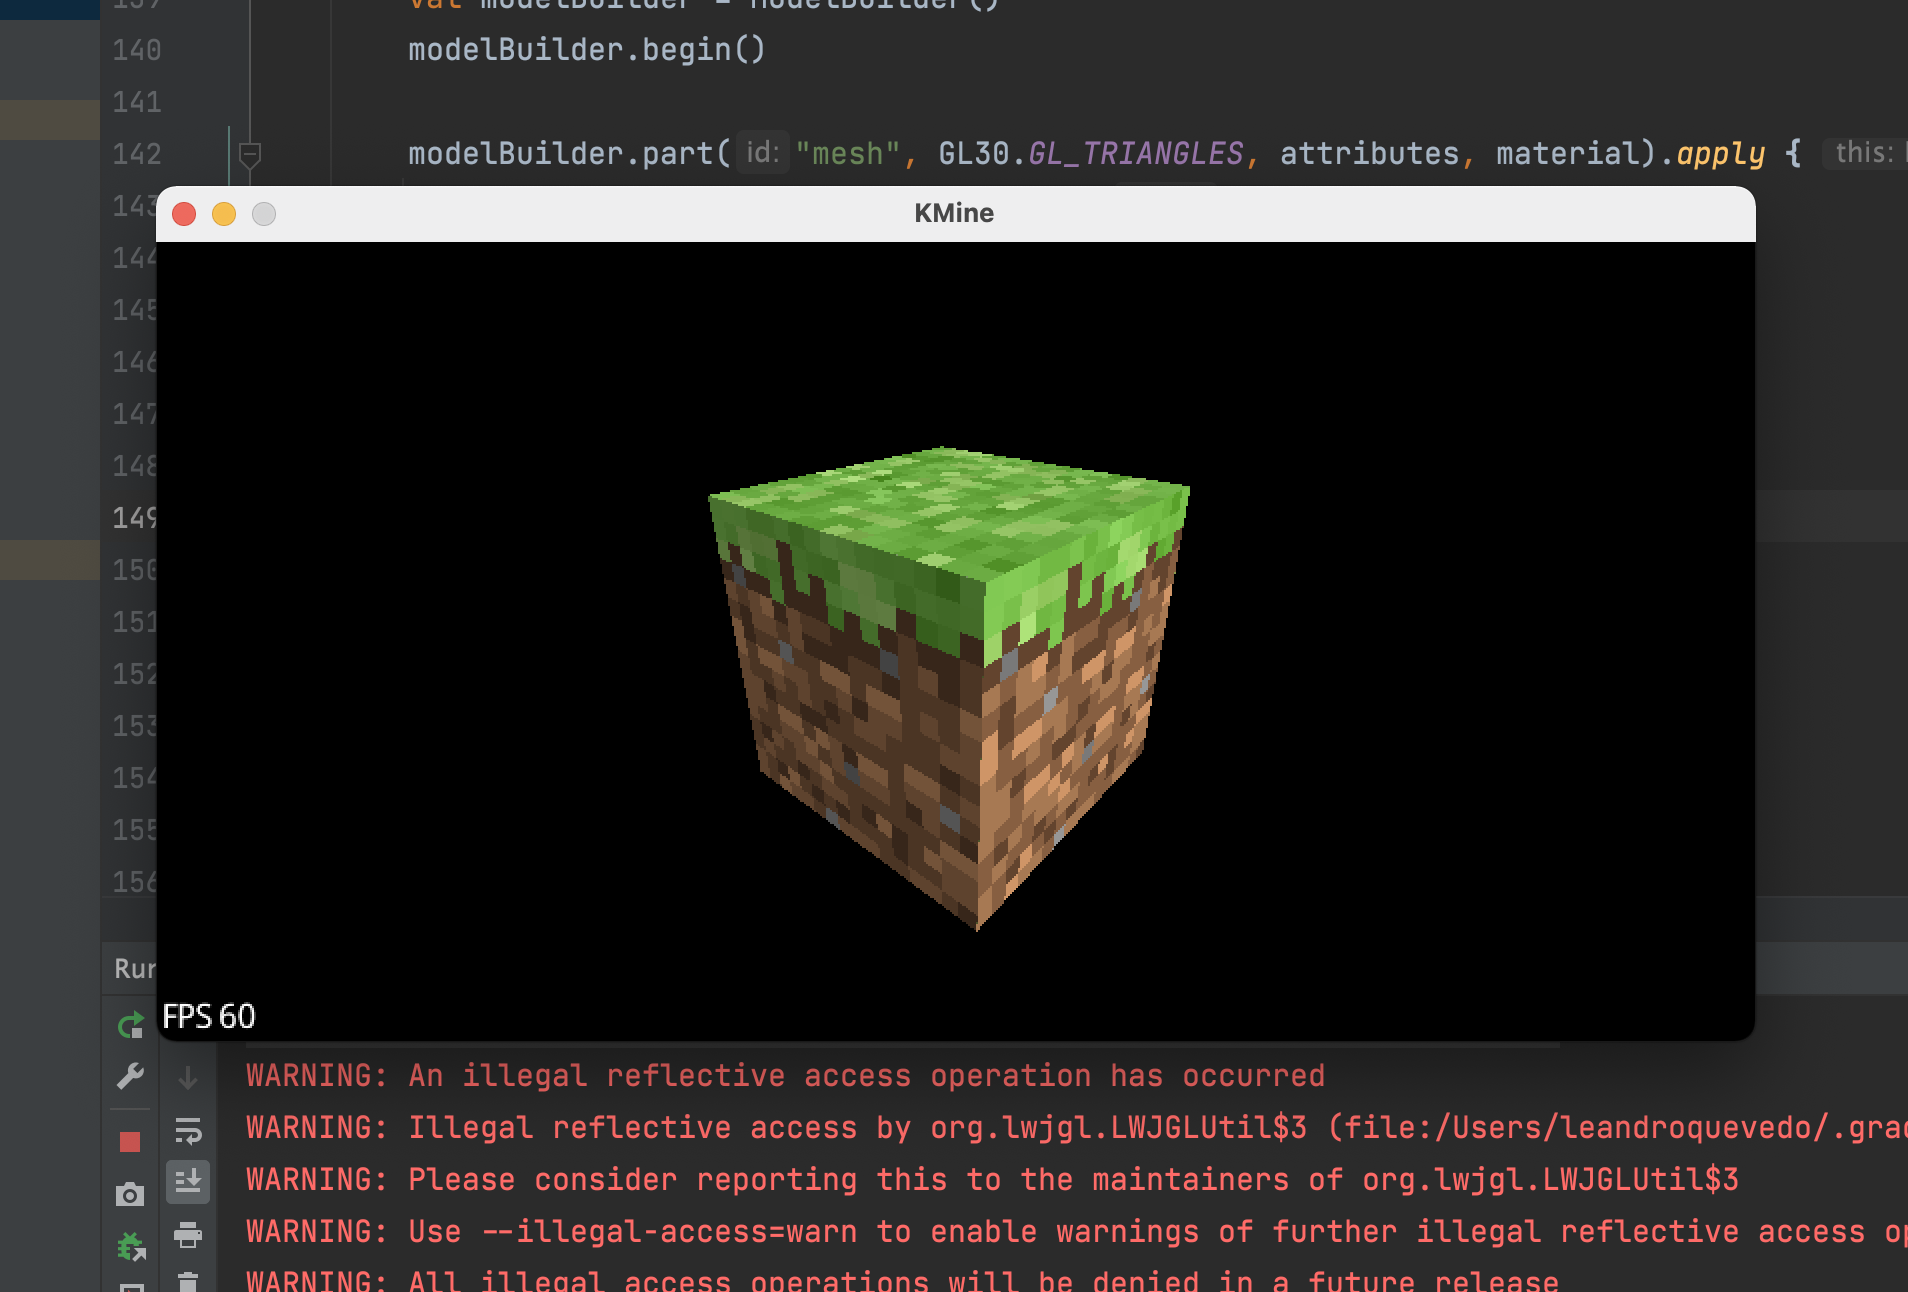 139 val modelBuilder = ModelBuilder()
140 modelBuilder.begin()
141
142 modelBuilder.part( id: "mesh", GL30.GL_TRIANGLES, attributes, material).apply { this:
KMine
143
144
145
146
147
148
149
150
151
152
153
154
155
156
Run
FPS 60
WARNING: An illegal reflective access operation has occurred
WARNING: Illegal reflective access by org.lwjgl.LWJGLUtil$3 (file:/Users/leandroquevedo/.grad
WARNING: Please consider reporting this to the maintainers of org.lwjgl.LWJGLUtil$3
WARNING: Use --illegal-access=warn to enable warnings of further illegal reflective access op
WARNING: All illegal access operations will be denied in a future release